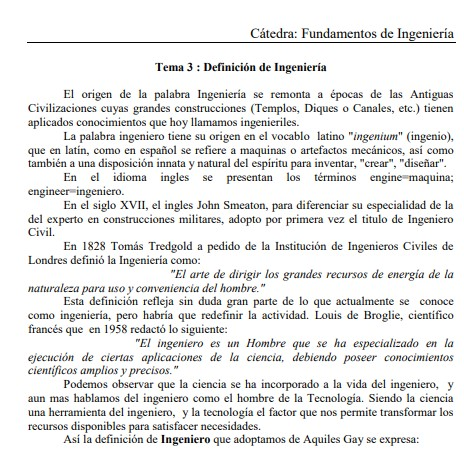 Cátedra: Fundamentos de Ingeniería
Tema 3 : Definición de Ingeniería
El origen de la palabra Ingeniería se remonta a épocas de las Antiguas
Civilizaciones cuyas grandes construcciones (Templos, Diques o Canales, etc.) tienen
aplicados conocimientos que hoy llamamos ingenieriles.
La palabra ingeniero tiene su origen en el vocablo latino "ingenium" (ingenio),
que en latín, como en español se refiere a maquinas o artefactos mecánicos, así como
también a una disposición innata y natural del espíritu para inventar, "crear", "diseñar".
En el idioma ingles se presentan los términos engine=maquina;
engineer=ingeniero.
En el siglo XVII, el ingles John Smeaton, para diferenciar su especialidad de la
del experto en construcciones militares, adopto por primera vez el titulo de Ingeniero
Civil.
En 1828 Tomás Tredgold a pedido de la Institución de Ingenieros Civiles de
Londres definió la Ingeniería como:
"El arte de dirigir los grandes recursos de energía de la
naturaleza para uso y conveniencia del hombre."
Esta definición refleja sin duda gran parte de lo que actualmente se conoce
como ingeniería, pero habría que redefinir la actividad. Louis de Broglie, científico
francés que en 1958 redactó lo siguiente:
"El ingeniero es un Hombre que se ha especializado en la
ejecución de ciertas aplicaciones de la ciencia, debiendo poseer conocimientos
científicos amplios y precisos."
Podemos observar que la ciencia se ha incorporado a la vida del ingeniero, y
aun mas hablamos del ingeniero como el hombre de la Tecnología. Siendo la ciencia
una herramienta del ingeniero, y la tecnología el factor que nos permite transformar los
recursos disponibles para satisfacer necesidades.
Así la definición de Ingeniero que adoptamos de Aquiles Gay se expresa: